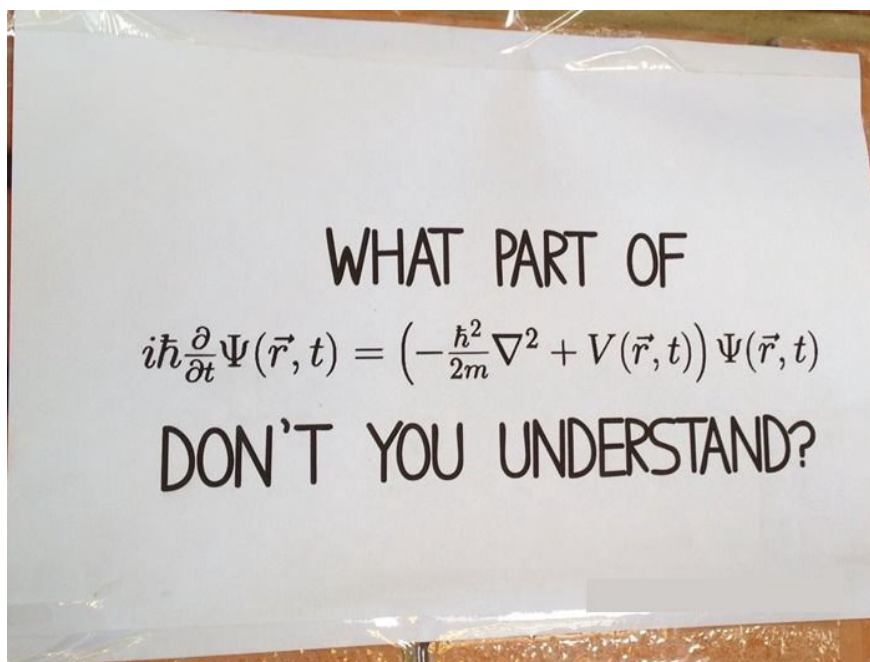 WHAT PART OF
iħ∂/∂t Ψ(r⃗, t) = (−ħ²/2m ∇² + V(r⃗, t)) Ψ(r⃗, t)
DON'T YOU UNDERSTAND?